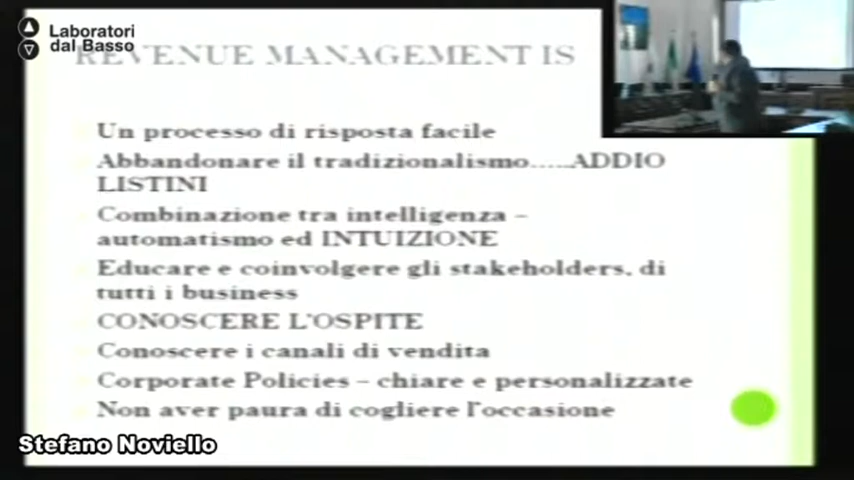 Laboratori
dal Basso
REVENUE MANAGEMENT IS
Un processo di risposta facile
Abbandonare il tradizionalismo.....ADDIO
LISTINI
Combinazione tra intelligenza –
automatismo ed INTUIZIONE
Educare e coinvolgere gli stakeholders, di
tutti i business
CONOSCERE L'OSPITE
Conoscere i canali di vendita
Corporate Policies – chiare e personalizzate
Non aver paura di cogliere l'occasione
Stefano Noviello